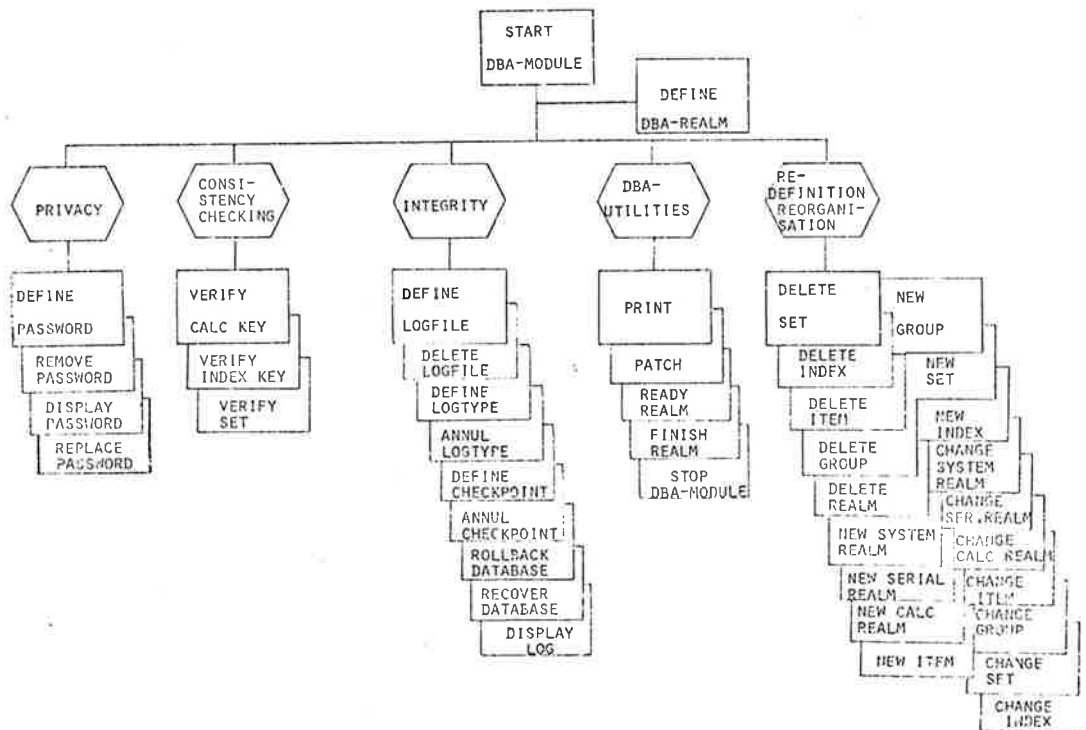 START
DBA-MODULE
DEFINE
DBA-REALM
PRIVACY
CONSI-
STENCY
CHECKING
INTEGRITY
DBA-
UTILITIES
RE-
DEFINITION
REORGANI-
SATION
DEFINE
PASSWORD
REMOVE
PASSWORD
DISPLAY
PASSWORD
REPLACE
PASSWORD
VERIFY
CALC KEY
VERIFY
INDEX KEY
VERIFY
SET
DEFINE
LOGFILE
DELETE
LOGFILE
DEFINE
LOGTYPE
ANNUL
LOGTYPE
DEFINE
CHECKPOINT
ANNUL
CHECKPOINT
ROLLBACK
DATABASE
RECOVER
DATABASE
DISPLAY
LOG
PRINT
PATCH
READY
REALM
FINISH
REALM
STOP
DBA-MODULE
DELETE
SET
DELETE
INDEX
DELETE
ITEM
DELETE
GROUP
DELETE
REALM
NEW SYSTEM
REALM
NEW SERIAL
REALM
NEW CALC
REALM
NEW ITEM
NEW
GROUP
NEW
SET
NEW
INDEX
CHANGE
SYSTEM
REALM
CHANGE
SER.REALM
CHANGE
CALC REALM
CHANGE
ITEM
CHANGE
GROUP
CHANGE
SET
CHANGE
INDEX